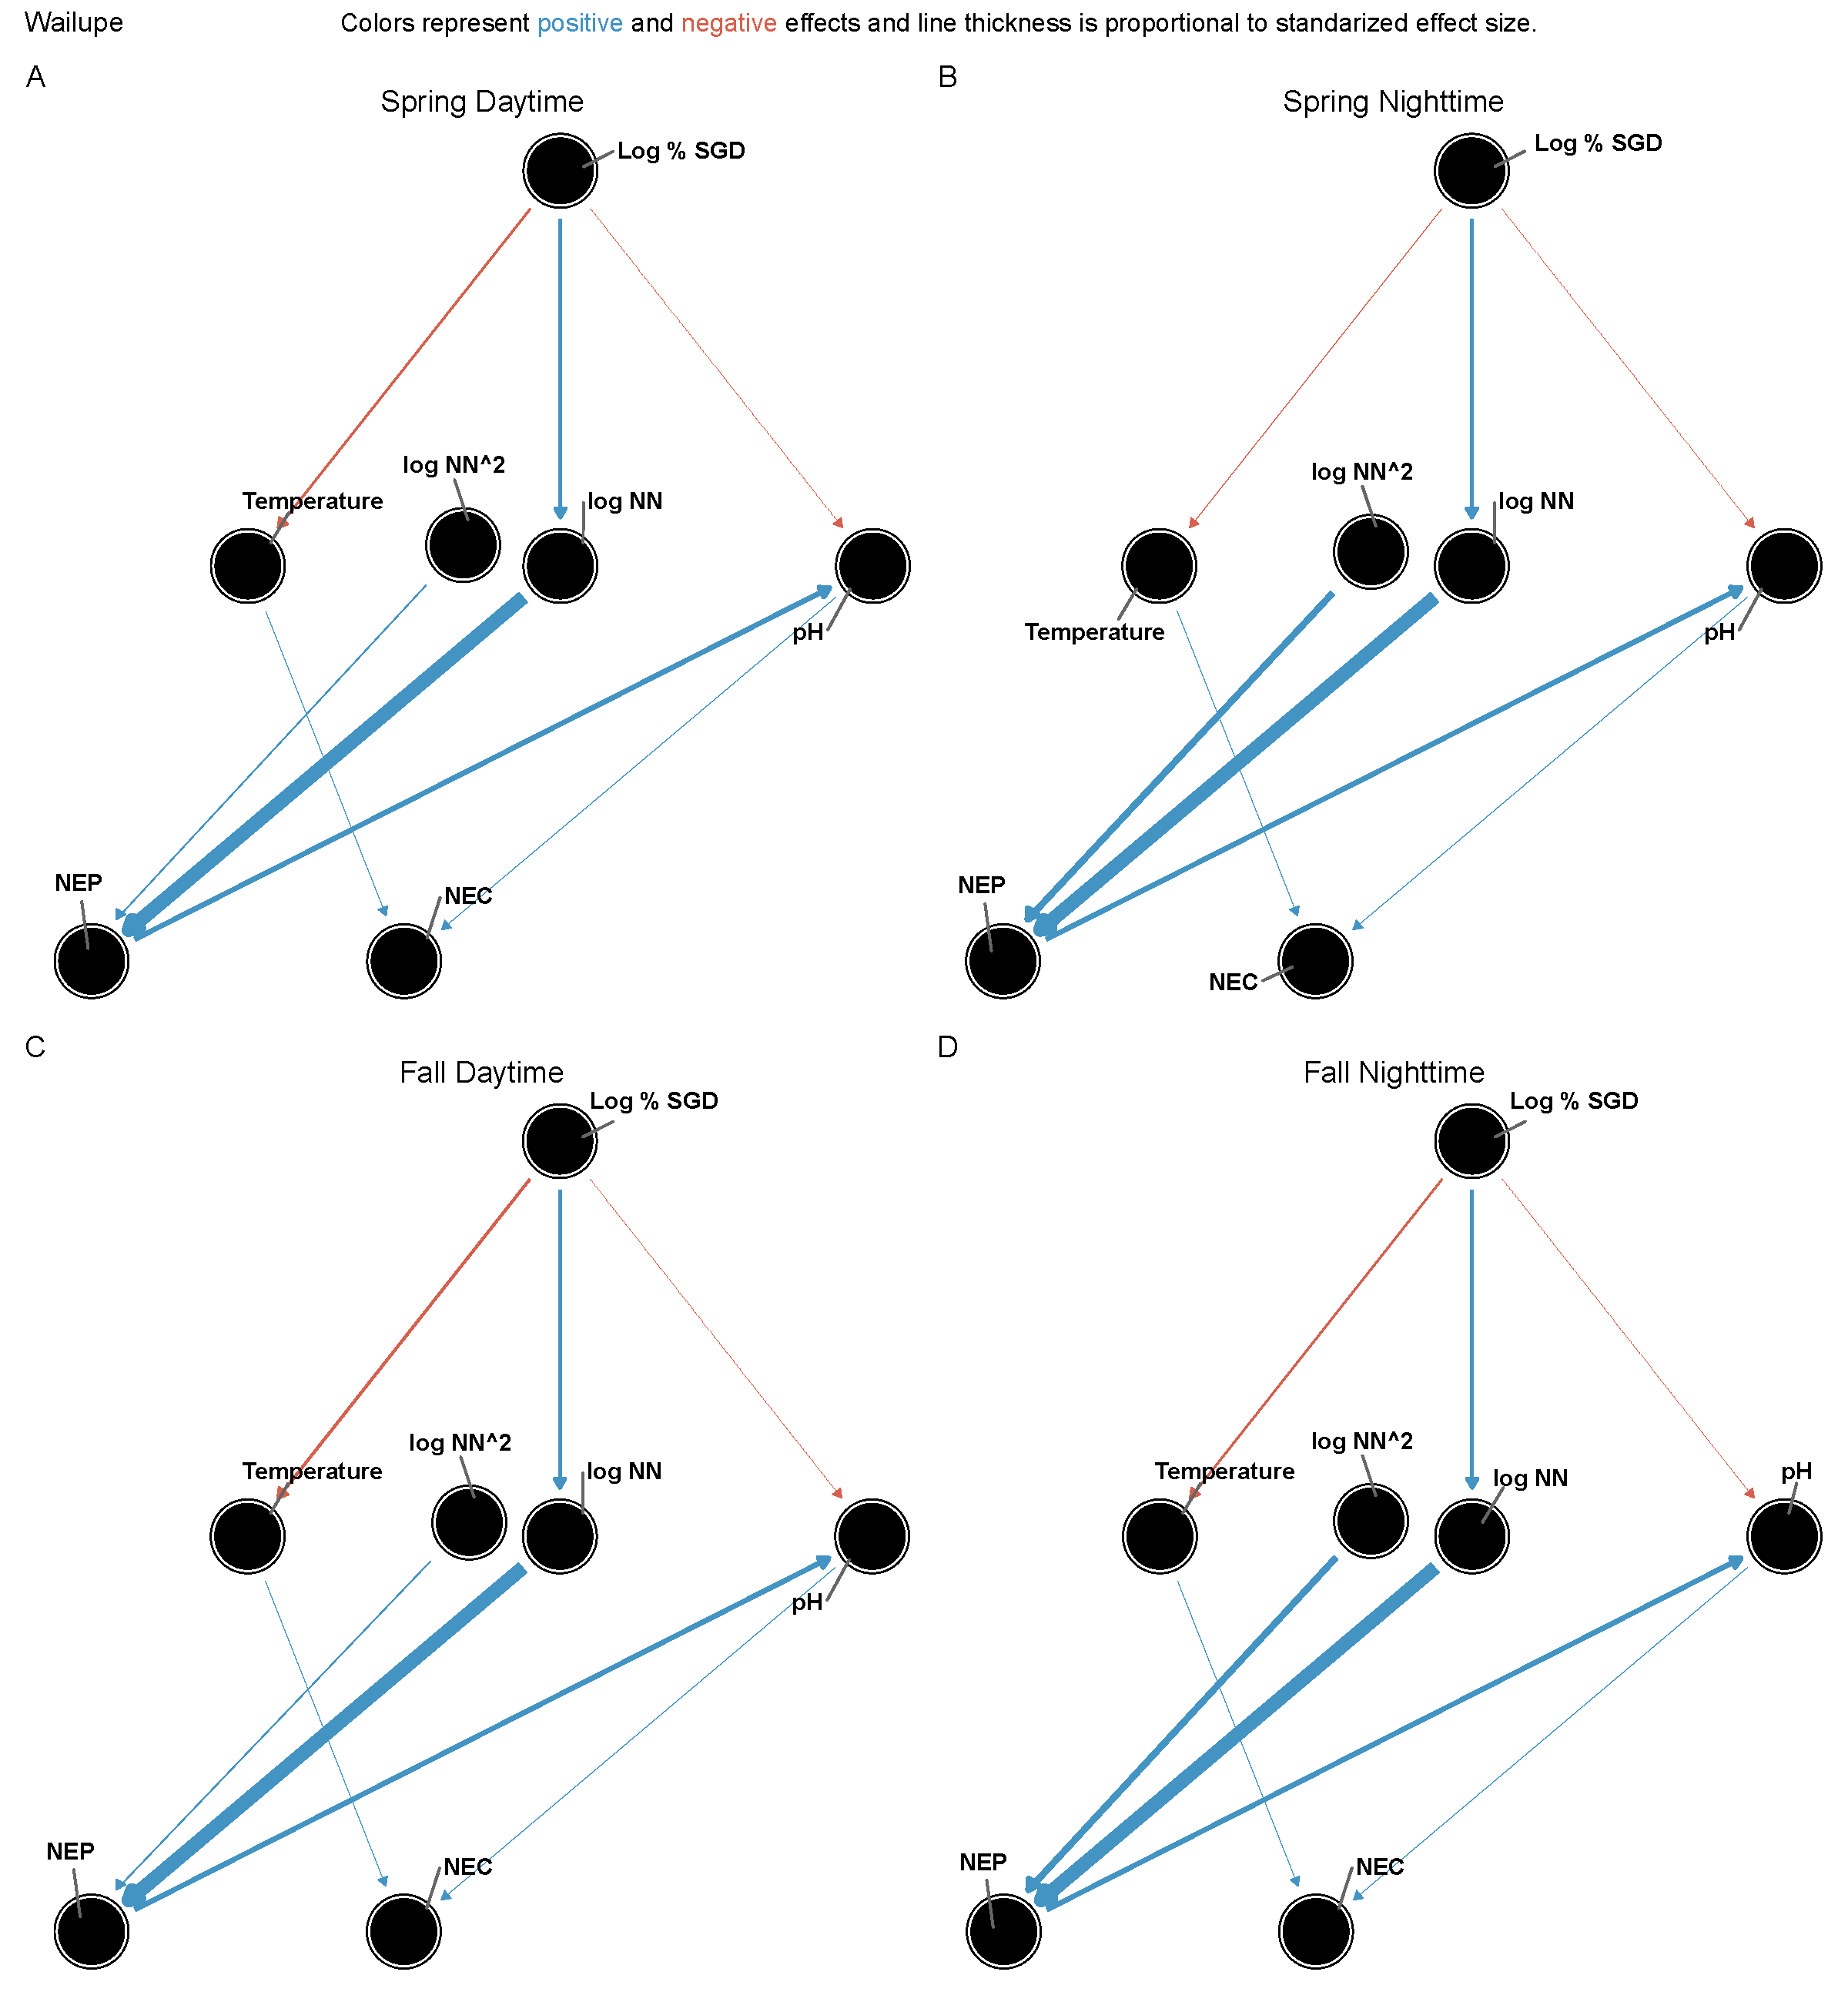 Wailupe
Colors represent positive and negative effects and line thickness is proportional to standarized effect size.
A
Spring Daytime
Log % SGD
log NN^2
Temperature
log NN
pH
NEP
NEC
B
Spring Nighttime
Log % SGD
log NN^2
log NN
Temperature
pH
NEP
NEC
C
Fall Daytime
Log % SGD
log NN^2
Temperature
log NN
pH
NEP
NEC
D
Fall Nighttime
Log % SGD
log NN^2
Temperature
log NN
pH
NEP
NEC